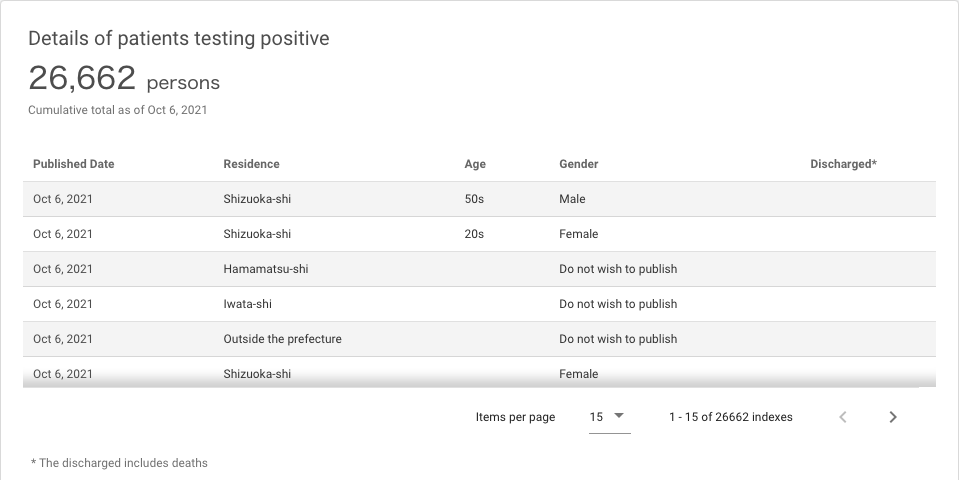 Details of patients testing positive
26,662 persons
Cumulative total as of Oct 6, 2021
Published Date Residence Age Gender Discharged*
Oct 6, 2021 Shizuoka-shi 50s Male
Oct 6, 2021 Shizuoka-shi 20s Female
Oct 6, 2021 Hamamatsu-shi Do not wish to publish
Oct 6, 2021 Iwata-shi Do not wish to publish
Oct 6, 2021 Outside the prefecture Do not wish to publish
Oct 6, 2021 Shizuoka-shi Female
Items per page 15 1 - 15 of 26662 indexes
* The discharged includes deaths